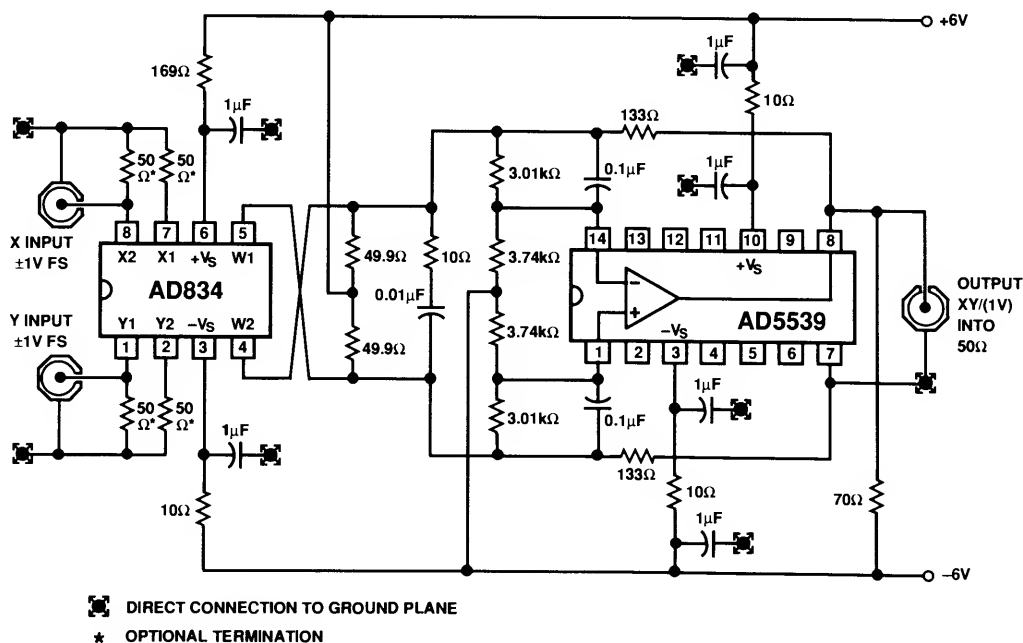 +6V
169Ω
1μF
1μF
10Ω
133Ω
1μF
50
Ω*
50
Ω*
3.01kΩ
0.1μF
X INPUT
±1V FS
8 7 6 5
X2 X1 +VS W1
AD834
Y1 Y2 −VS W2
1 2 3 4
Y INPUT
±1V FS
49.9Ω
10Ω
0.01μF
49.9Ω
3.74kΩ
3.74kΩ
14 13 12 11 10 9 8
+VS
−
+
AD5539
−VS
1 2 3 4 5 6 7
OUTPUT
XY/(1V)
INTO
50Ω
50
Ω*
50
Ω*
1μF
3.01kΩ
0.1μF
1μF
133Ω
10Ω
10Ω
1μF
70Ω
−6V
DIRECT CONNECTION TO GROUND PLANE
* OPTIONAL TERMINATION